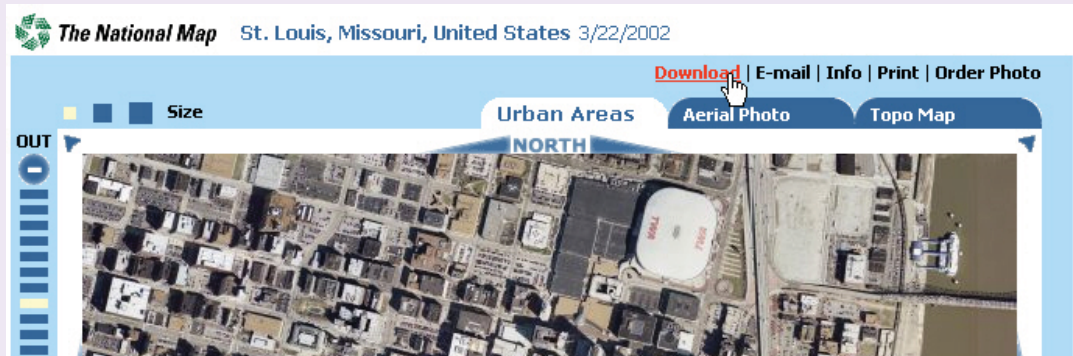 The National Map St. Louis, Missouri, United States 3/22/2002
Download | E-mail | Info | Print | Order Photo
Size
Urban Areas Aerial Photo Topo Map
OUT
NORTH
TWA